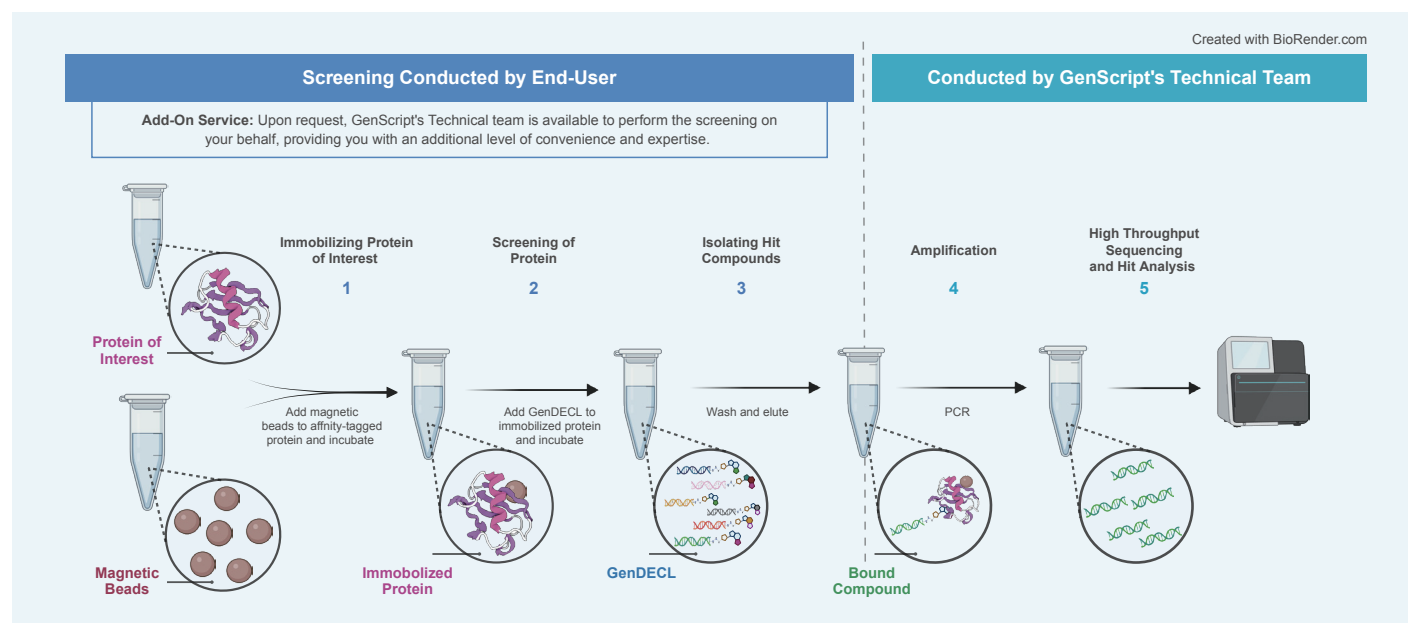 Created with BioRender.com
Screening Conducted by End-User
Conducted by GenScript's Technical Team
Add-On Service: Upon request, GenScript's Technical team is available to perform the screening on
your behalf, providing you with an additional level of convenience and expertise.
Immobilizing Protein
of Interest
1
Screening of
Protein
2
Isolating Hit
Compounds
3
Amplification
4
High Throughput
Sequencing
and Hit Analysis
5
Protein of
Interest
Add magnetic
beads to affnity-tagged
protein and incubate
Add GenDECL to
immobilized protein
and incubate
Wash and elute
PCR
Magnetic
Beads
Immobolized
Protein
GenDECL
Bound
Compound